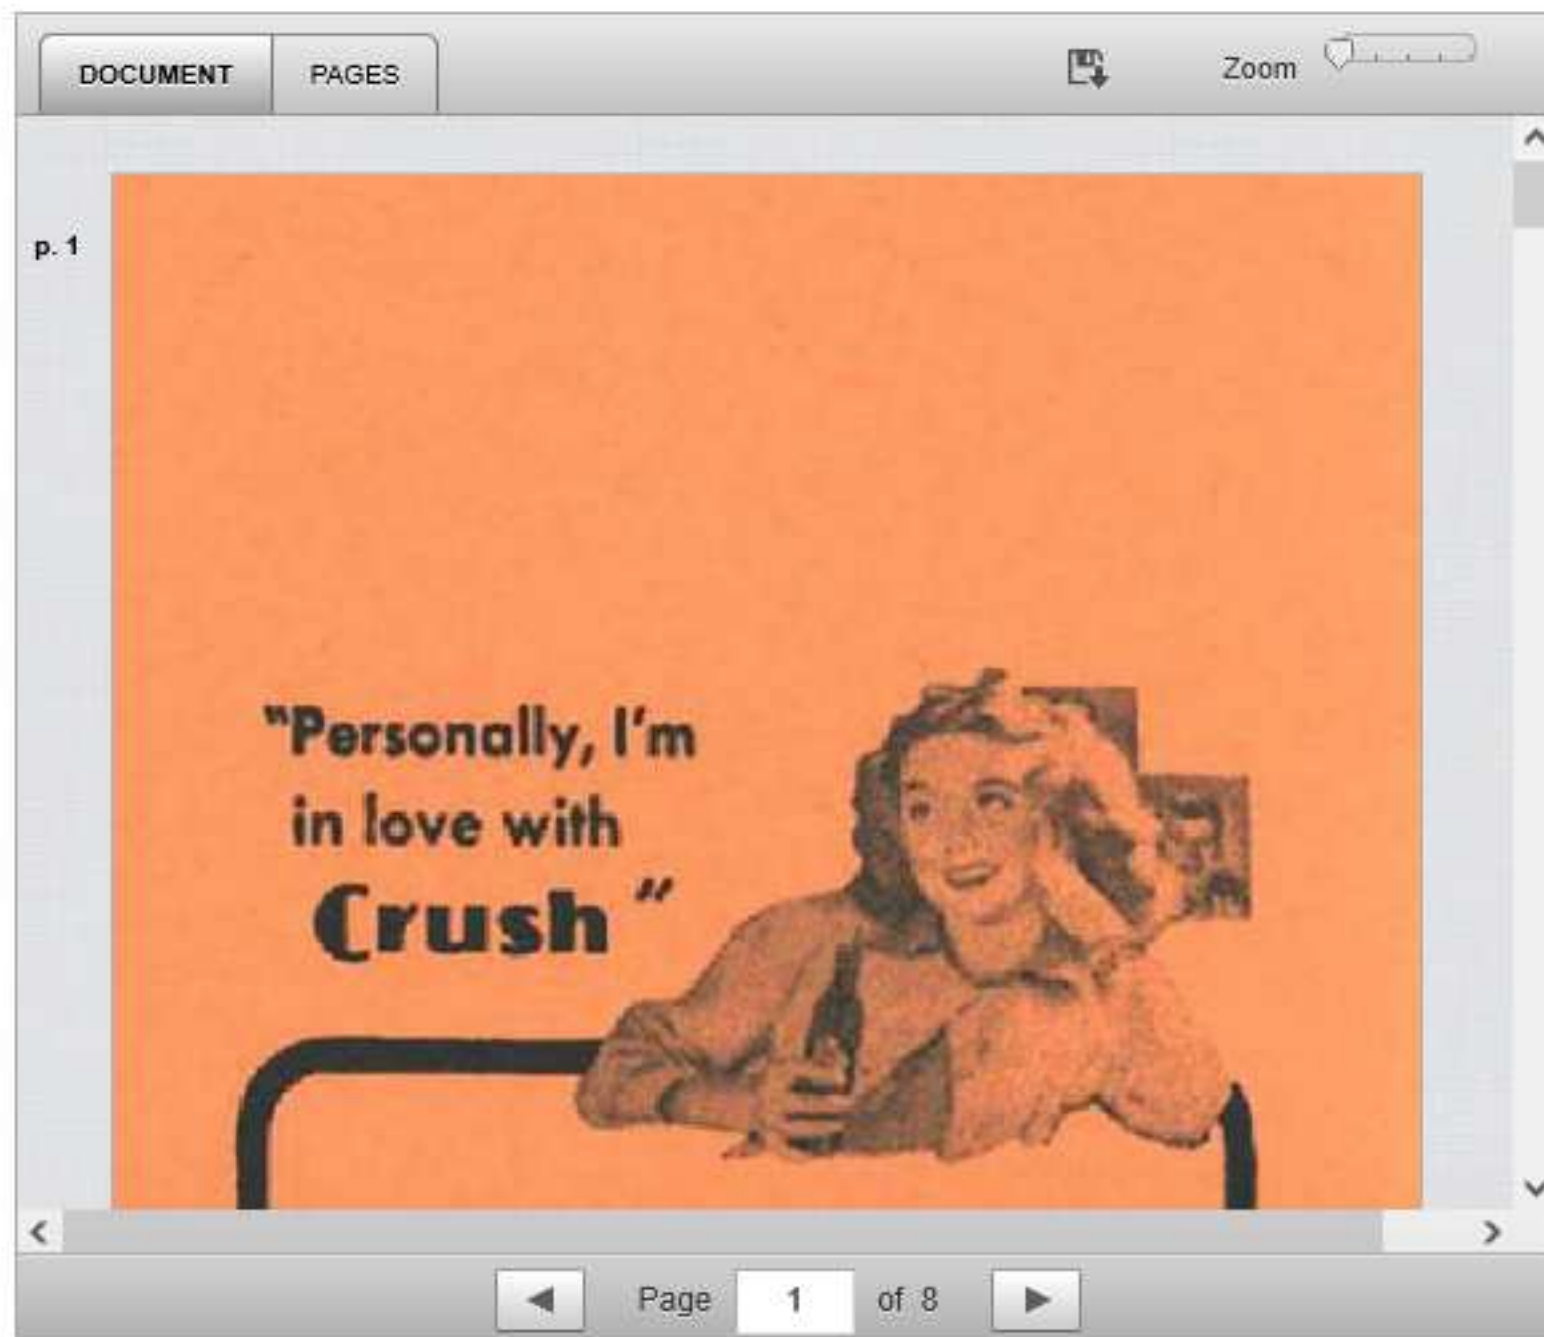 DOCUMENT PAGES Zoom
p. 1
"Personally, I'm
in love with
Crush"
Page 1 of 8